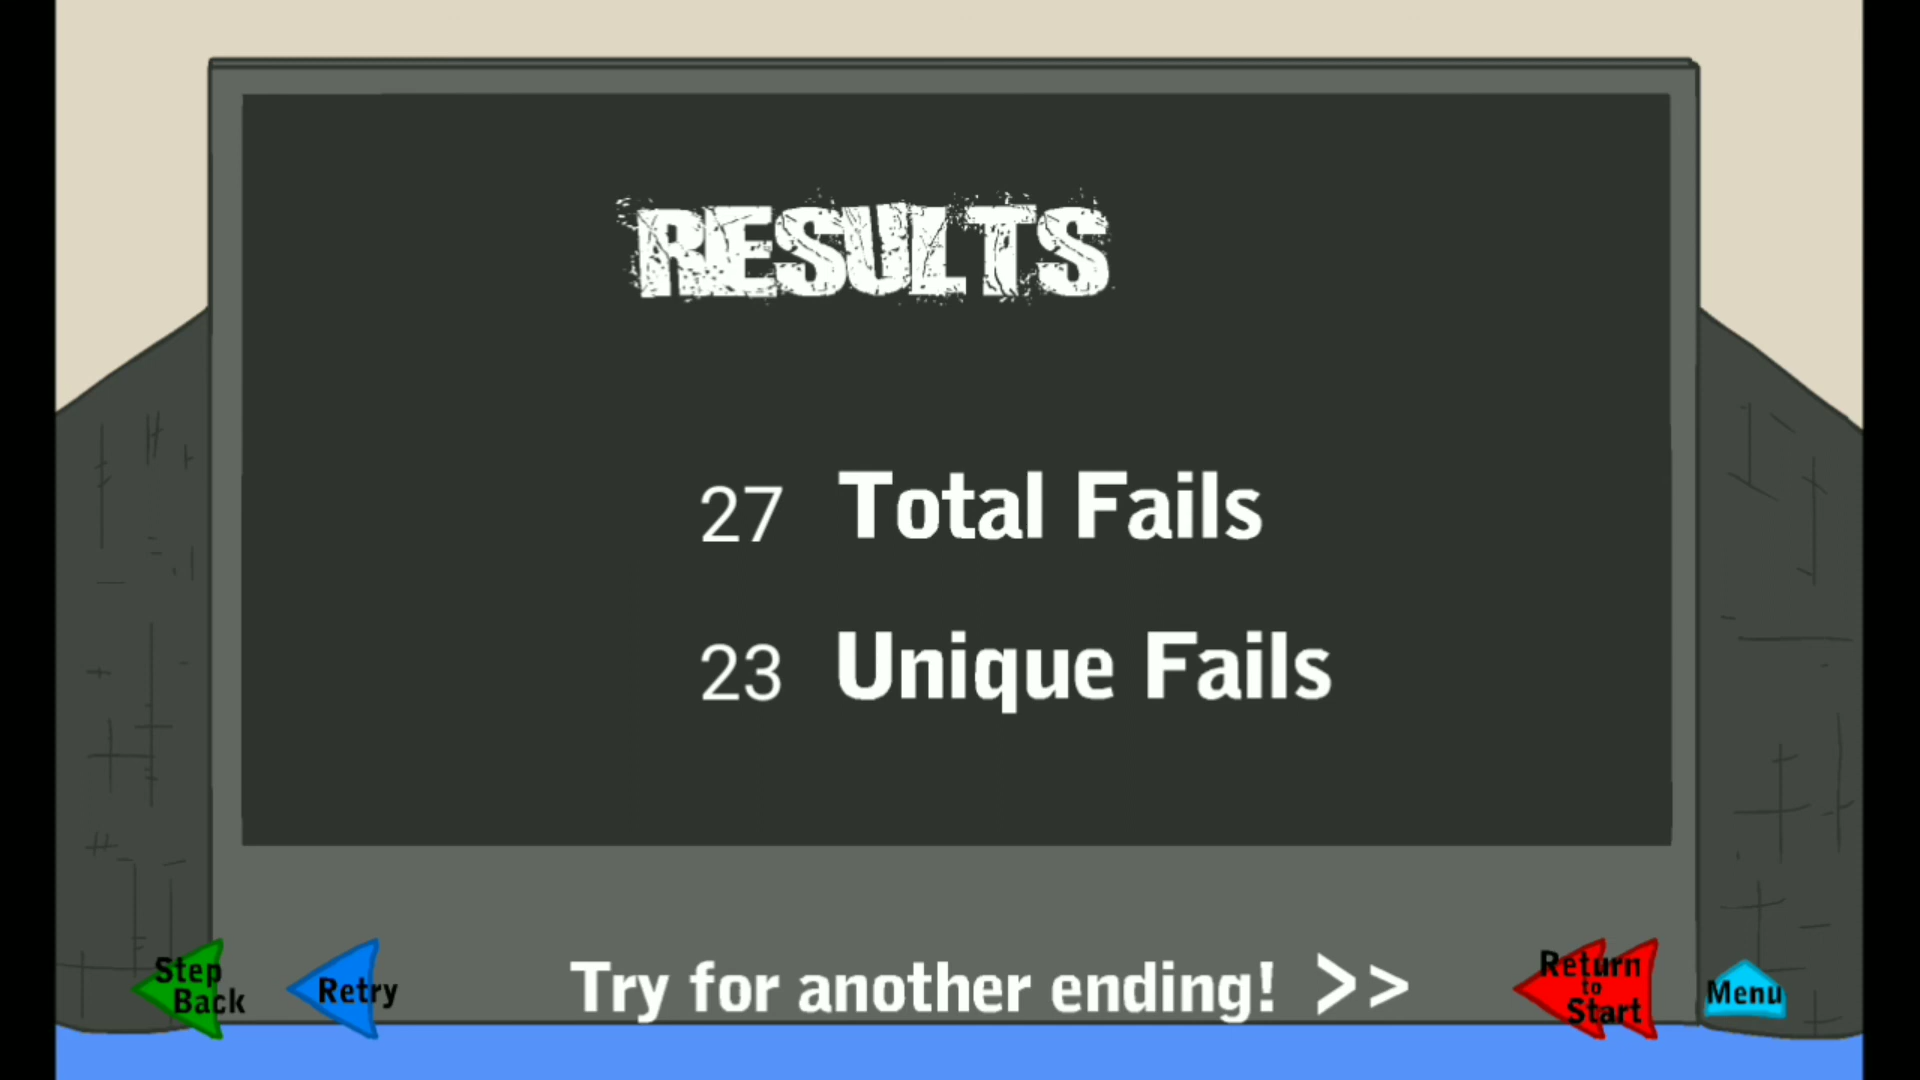 RESULTS
27 Total Fails
23 Unique Fails
Step
Back
Retry
Try for another ending! >>
Return
to
Start
Menu